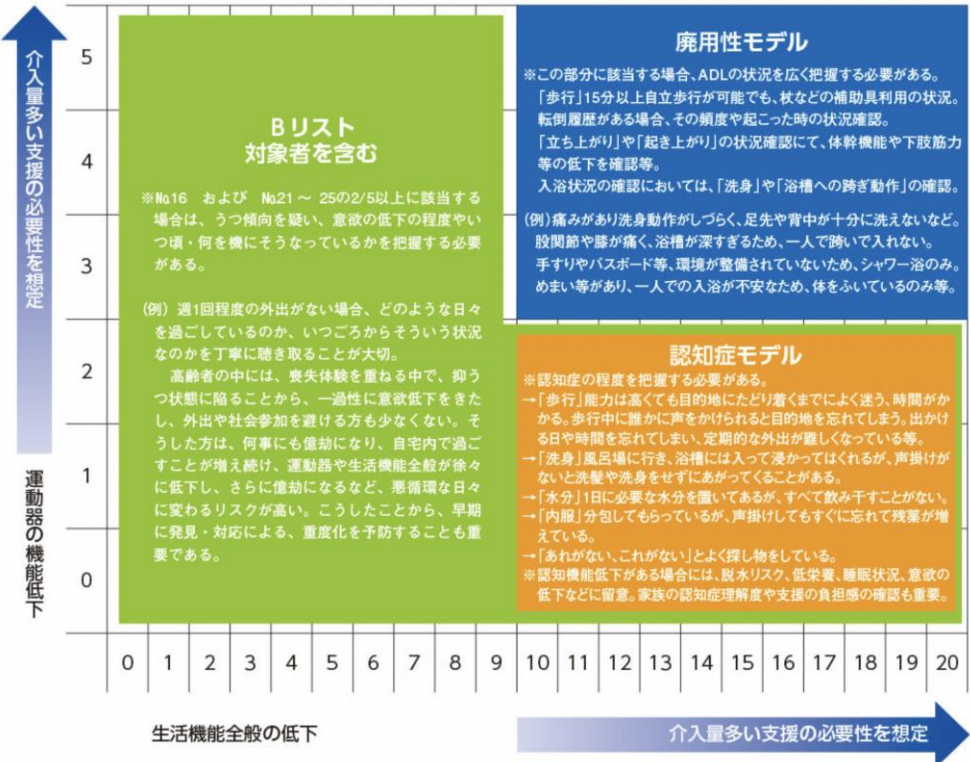 介入量多い支援の必要性を想定
運動器の機能低下
5
4
3
2
1
0
Bリスト
対象者を含む
※No.16 および No.21～25の2/5以上に該当する
場合は、うつ傾向を疑い、意欲の低下の程度やい
つ頃・何を機にそうなっているかを把握する必要
がある。
(例) 週1回程度の外出がない場合、どのような日々
を過ごしているのか、いつごろからそういう状況
なのかを丁寧に聴き取ることが大切。
高齢者の中には、喪失体験を重ねる中で、抑う
つ状態に陥ることから、一過性に意欲低下をきた
し、外出や社会参加を避ける方も少なくない。そ
うした方は、何事にも億劫になり、自宅内で過ご
すことが増え続け、運動器や生活機能全般が徐々
に低下し、さらに億劫になるなど、悪循環な日々
に変わるリスクが高い。こうしたことから、早期
に発見・対応による、重度化を予防することも重
要である。
廃用性モデル
※この部分に該当する場合、ADLの状況を広く把握する必要がある。
「歩行」15分以上自立歩行が可能でも、杖などの補助具利用の状況。
転倒履歴がある場合、その頻度や起こった時の状況確認。
「立ち上がり」や「起き上がり」の状況確認にて、体幹機能や下肢筋力
等の低下を確認等。
入浴状況の確認においては、「洗身」や「浴槽への跨ぎ動作」の確認。
(例)痛みがあり洗身動作がしづらく、足先や背中が十分に洗えないなど。
股関節や膝が痛く、浴槽が深すぎるため、一人で跨いで入れない。
手すりやバスボード等、環境が整備されていないため、シャワー浴のみ。
めまい等があり、一人での入浴が不安なため、体をふいているのみ等。
認知症モデル
※認知症の程度を把握する必要がある。
→「歩行」能力は高くても目的地にたどり着くまでによく迷う、時間がか
かる。歩行中に誰かに声をかけられると目的地を忘れてしまう。出かけ
る日や時間を忘れてしまい、定期的な外出が難しくなっている等。
→「洗身」風呂場に行き、浴槽には入って浸かってはくれるが、声掛けが
ないと洗髪や洗身をせずにあがってくることがある。
→「水分」1日に必要な水分を置いてあるが、すべて飲み干すことがない。
→「内服」分包してもらっているが、声掛けしてもすぐに忘れて残薬が増
えている。
→「あれがない、これがない」とよく探し物をしている。
※認知機能低下がある場合には、脱水リスク、低栄養、睡眠状況、意欲の
低下などに留意。家族の認知症理解度や支援の負担感の確認も重要。
0 1 2 3 4 5 6 7 8 9 10 11 12 13 14 15 16 17 18 19 20
生活機能全般の低下
介入量多い支援の必要性を想定